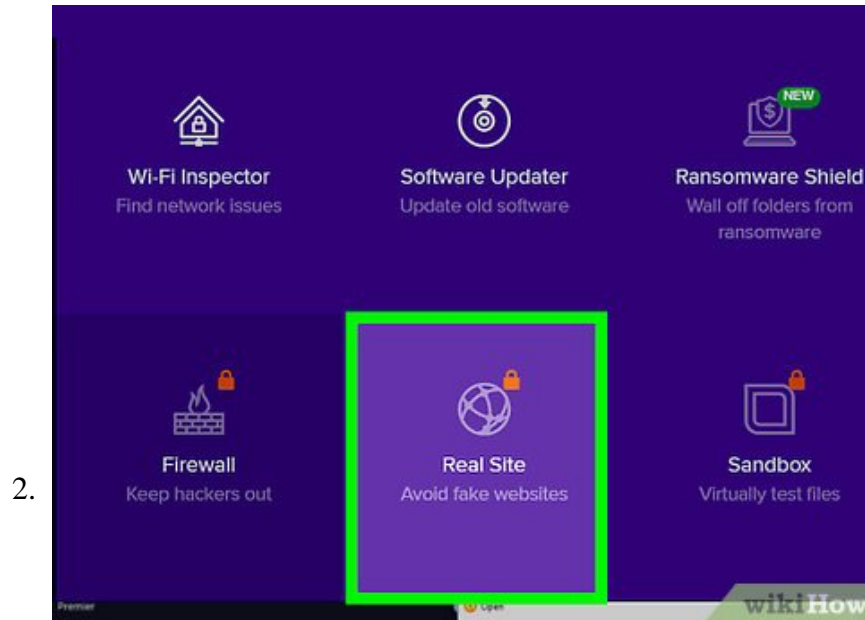 NEW
Wi-Fi Inspector
Find network issues
Software Updater
Update old software
Ransomware Shield
Wall off folders from
ransomware
Firewall
Keep hackers out
Real Site
Avoid fake websites
Sandbox
Virtually test files
2.
Premier
Open
wikiHow